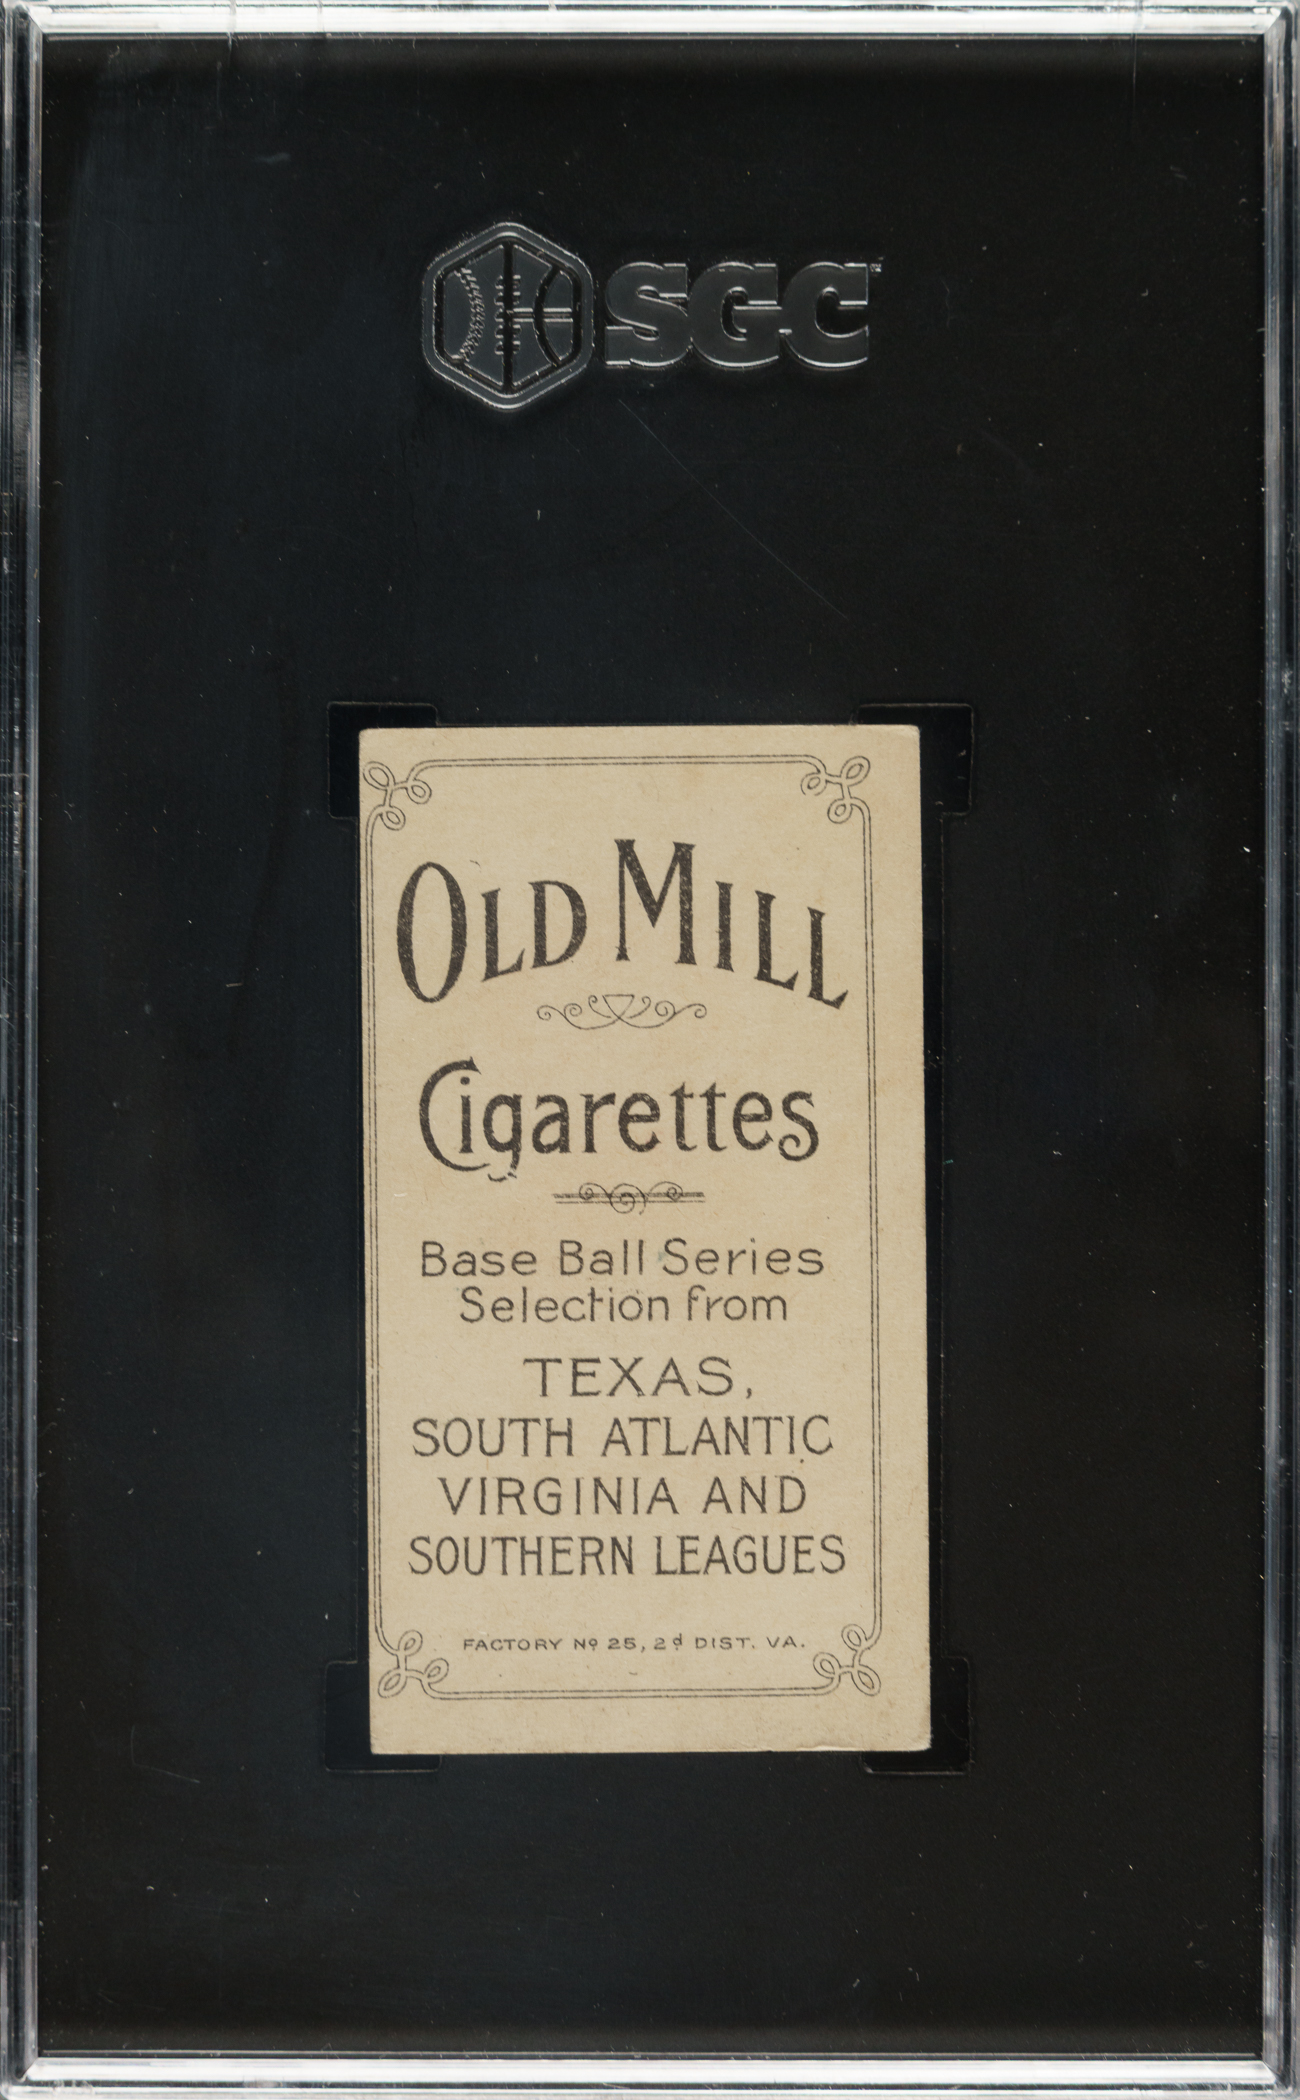 SGC
OLD MILL
Cigarettes
Base Ball Series
Selection from
TEXAS,
SOUTH ATLANTIC
VIRGINIA AND
SOUTHERN LEAGUES
FACTORY Nº 25, 2d DIST. VA.